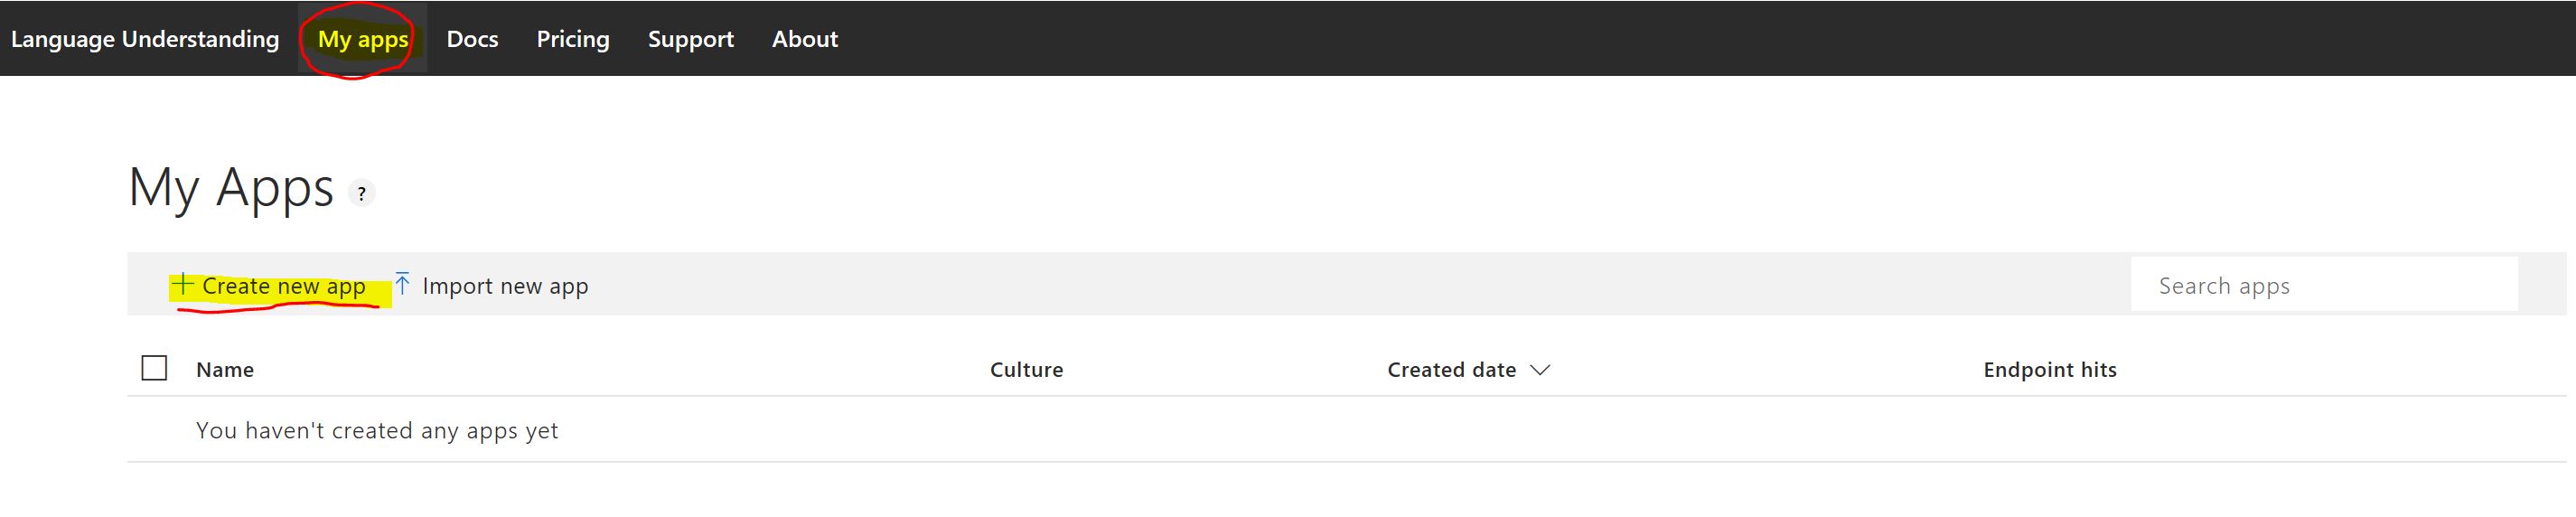 Language Understanding My apps Docs Pricing Support About
My Apps ?
Create new app Import new app Search apps
Name Culture Created date Endpoint hits
You haven't created any apps yet